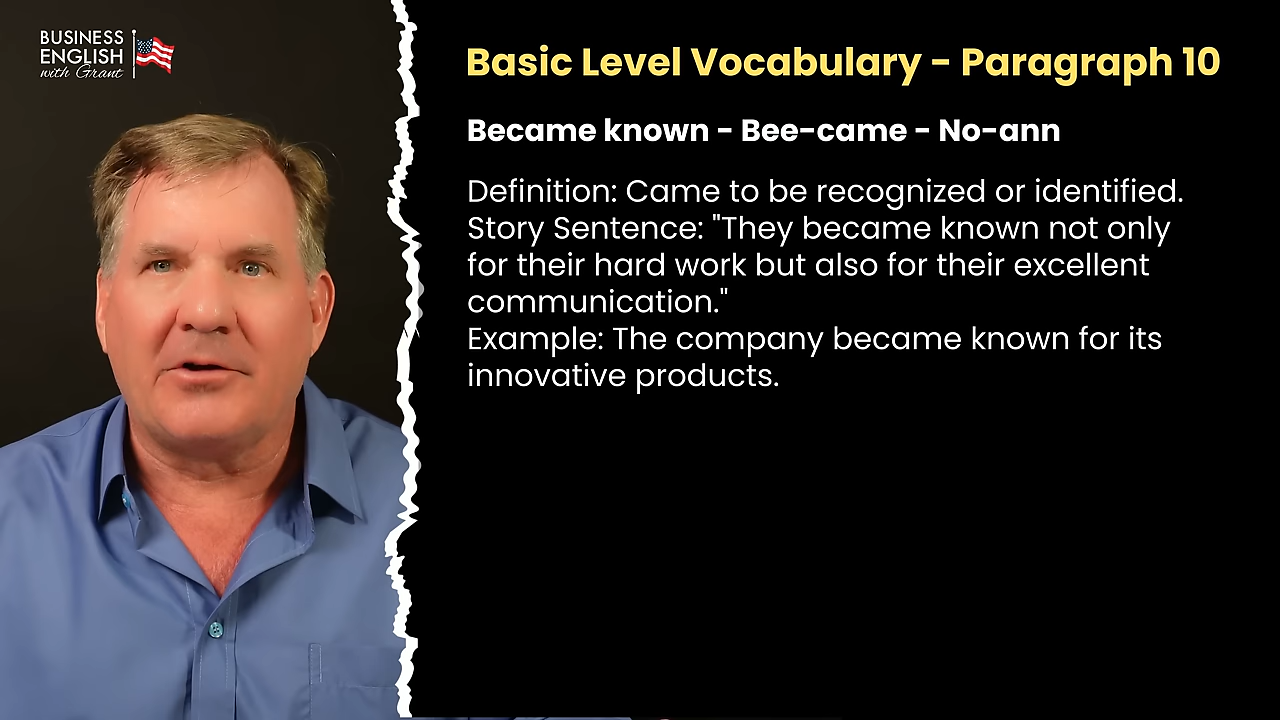 BUSINESS
ENGLISH
with Grant
Basic Level Vocabulary - Paragraph 10
Became known - Bee-came - No-ann
Definition: Came to be recognized or identified.
Story Sentence: "They became known not only
for their hard work but also for their excellent
communication."
Example: The company became known for its
innovative products.